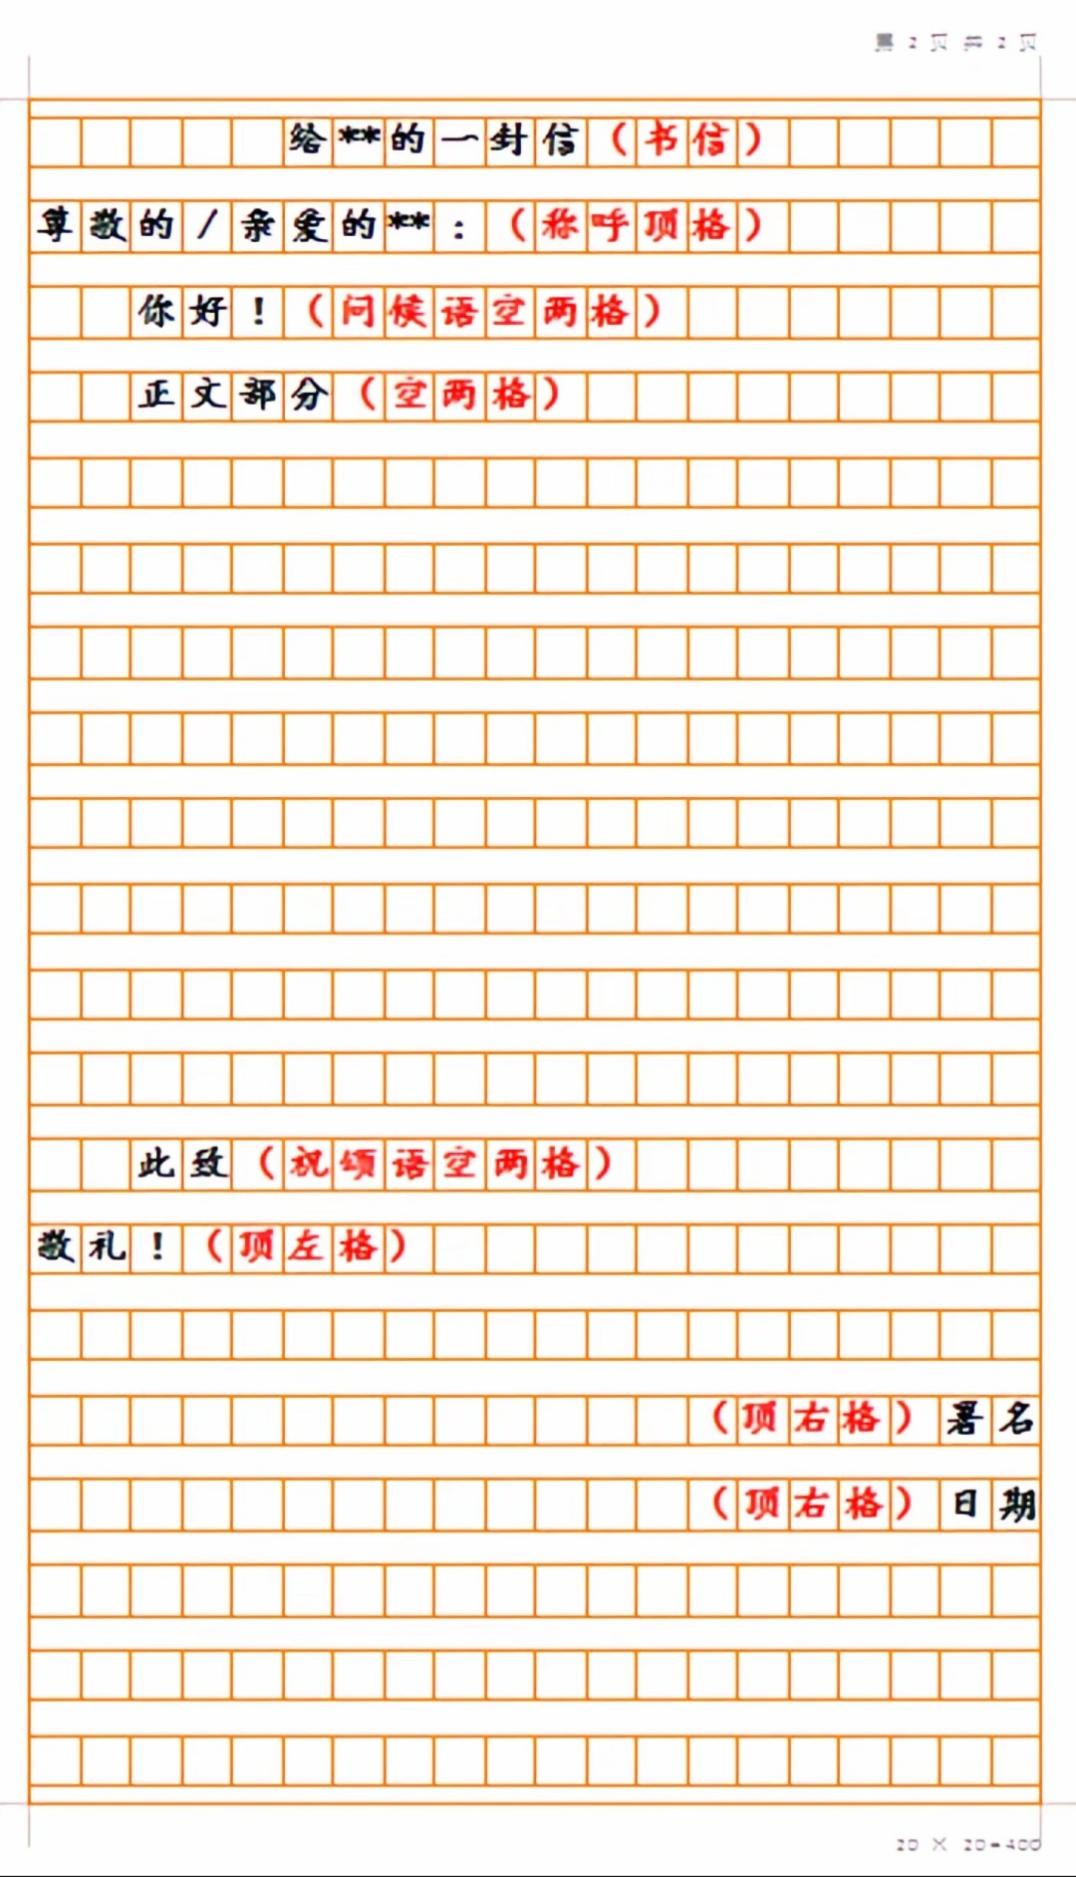 第 2 页 共 2 页
给**的一封信（书信）
尊敬的/亲爱的**：（称呼顶格）
你好！（问候语空两格）
正文部分（空两格）
此致（祝颂语空两格）
敬礼！（顶左格）
（顶右格）署名
（顶右格）日期
20 × 20=400